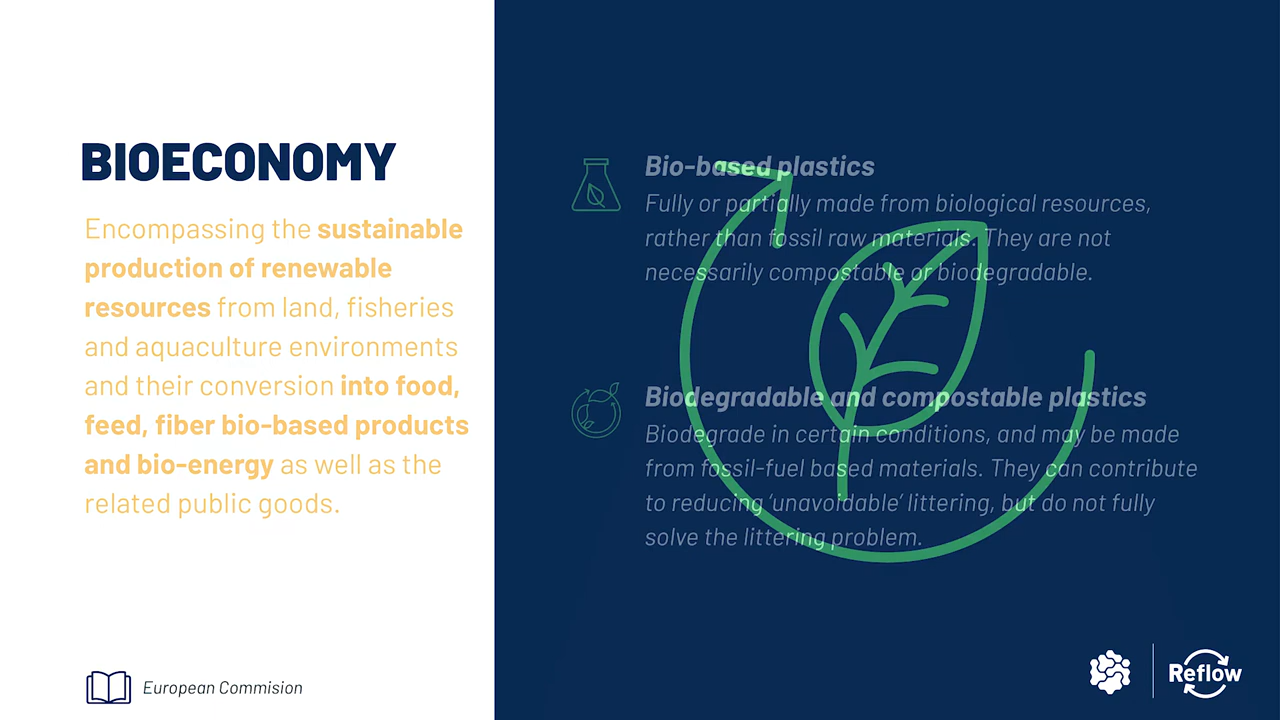 BIOECONOMY
Encompassing the sustainable
production of renewable
resources from land, fisheries
and aquaculture environments
and their conversion into food,
feed, fiber bio-based products
and bio-energy as well as the
related public goods.
European Commision
Bio-based plastics
Fully or partially made from biological resources,
rather than fossil raw materials. They are not
necessarily compostable or biodegradable.
Biodegradable and compostable plastics
Biodegrade in certain conditions, and may be made
from fossil-fuel based materials. They can contribute
to reducing ‘unavoidable’ littering, but do not fully
solve the littering problem.
Reflow